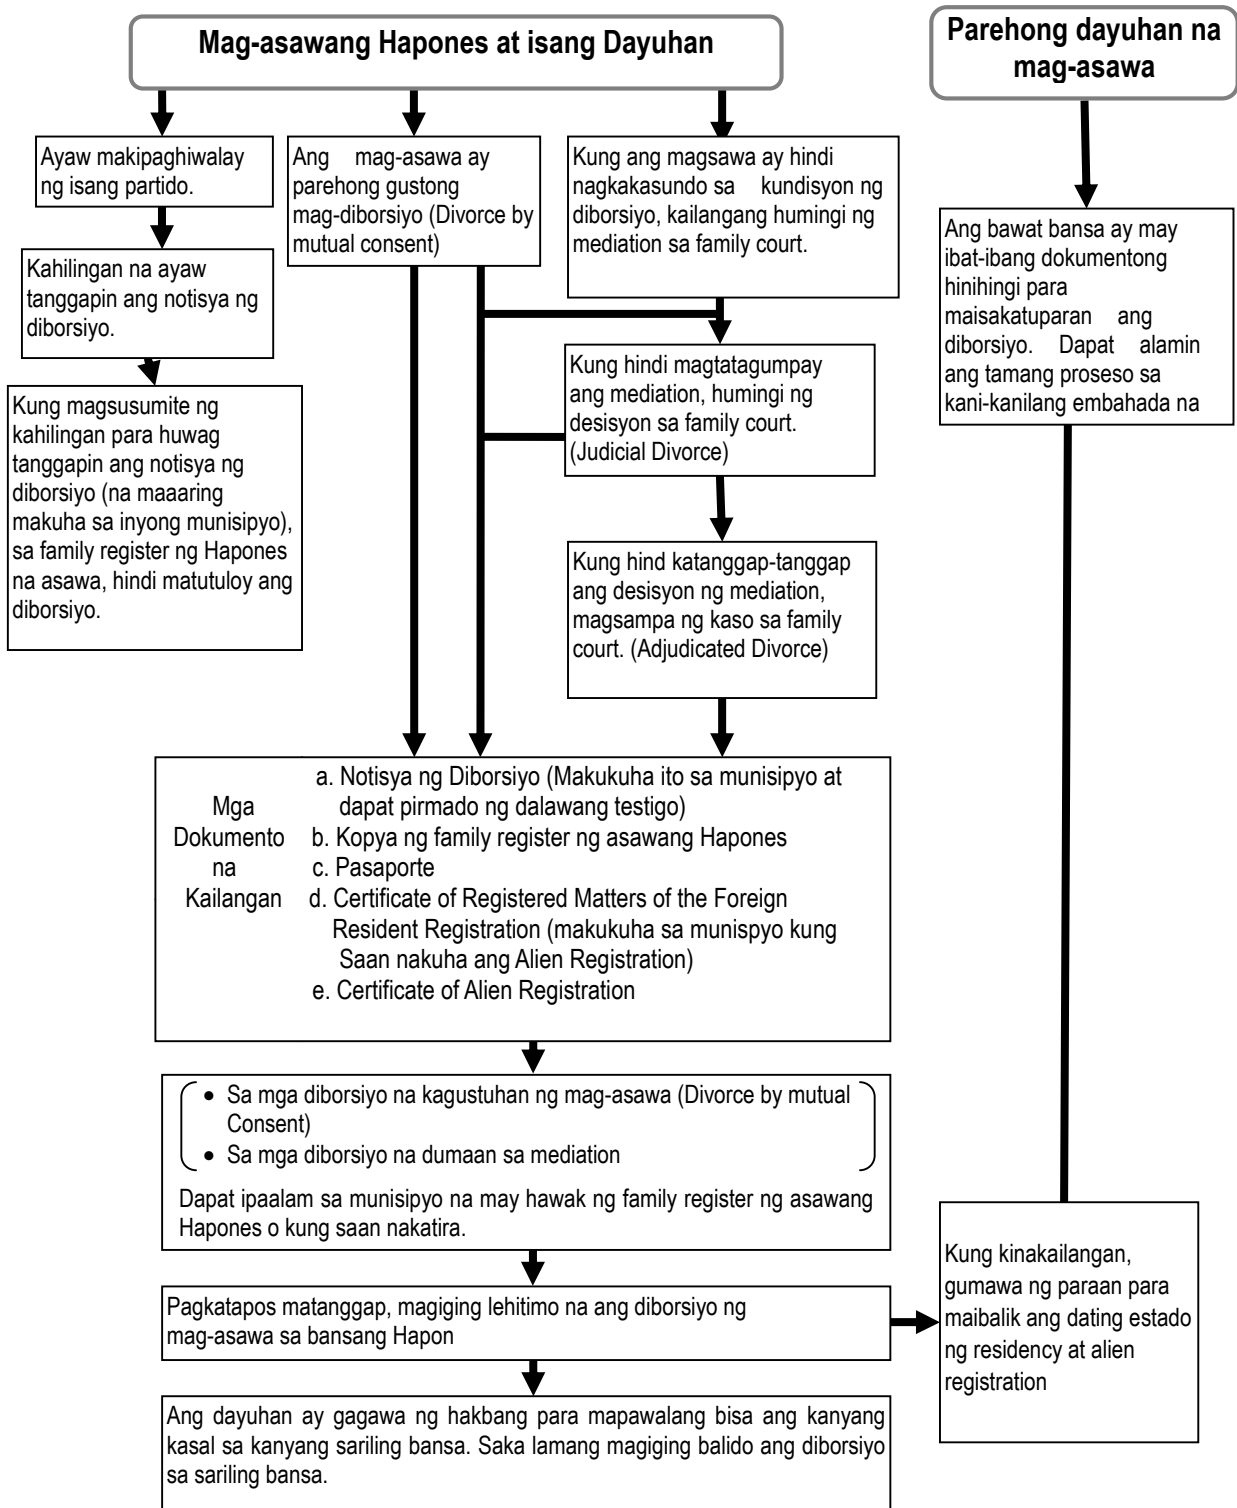 Mag-asawang Hapones at isang Dayuhan
Parehong dayuhan na
mag-asawa
Ayaw makipaghiwalay
ng isang partido.
Kahilingan na ayaw
tanggapin ang notisya ng
diborsiyo.
Kung magsusumite ng
kahilingan para huwag
tanggapin ang notisya ng
diborsiyo (na maaaring
makuha sa inyong munisipyo),
sa family register ng Hapones
na asawa, hindi matutuloy ang
diborsiyo.
Ang mag-asawa ay
parehong gustong
mag-diborsiyo (Divorce by
mutual consent)
Kung ang magsawa ay hindi
nagkakasundo sa kundisyon ng
diborsiyo, kailangang humingi ng
mediation sa family court.
Kung hindi magtatagumpay
ang mediation, humingi ng
desisyon sa family court.
(Judicial Divorce)
Kung hind katanggap-tanggap
ang desisyon ng mediation,
magsampa ng kaso sa family
court. (Adjudicated Divorce)
Ang bawat bansa ay may
ibat-ibang dokumentong
hinihingi para
maisakatuparan ang
diborsiyo. Dapat alamin
ang tamang proseso sa
kani-kanilang embahada na
Mga
Dokumento
na
Kailangan
a. Notisya ng Diborsiyo (Makukuha ito sa munisipyo at
dapat pirmado ng dalawang testigo)
b. Kopya ng family register ng asawang Hapones
c. Pasaporte
d. Certificate of Registered Matters of the Foreign
Resident Registration (makukuha sa munispyo kung
Saan nakuha ang Alien Registration)
e. Certificate of Alien Registration
• Sa mga diborsiyo na kagustuhan ng mag-asawa (Divorce by mutual
Consent)
• Sa mga diborsiyo na dumaan sa mediation
Dapat ipaalam sa munisipyo na may hawak ng family register ng asawang
Hapones o kung saan nakatira.
Pagkatapos matanggap, magiging lehitimo na ang diborsiyo ng
mag-asawa sa bansang Hapon
Kung kinakailangan,
gumawa ng paraan para
maibalik ang dating estado
ng residency at alien
registration
Ang dayuhan ay gagawa ng hakbang para mapawalang bisa ang kanyang
kasal sa kanyang sariling bansa. Saka lamang magiging balido ang diborsiyo
sa sariling bansa.